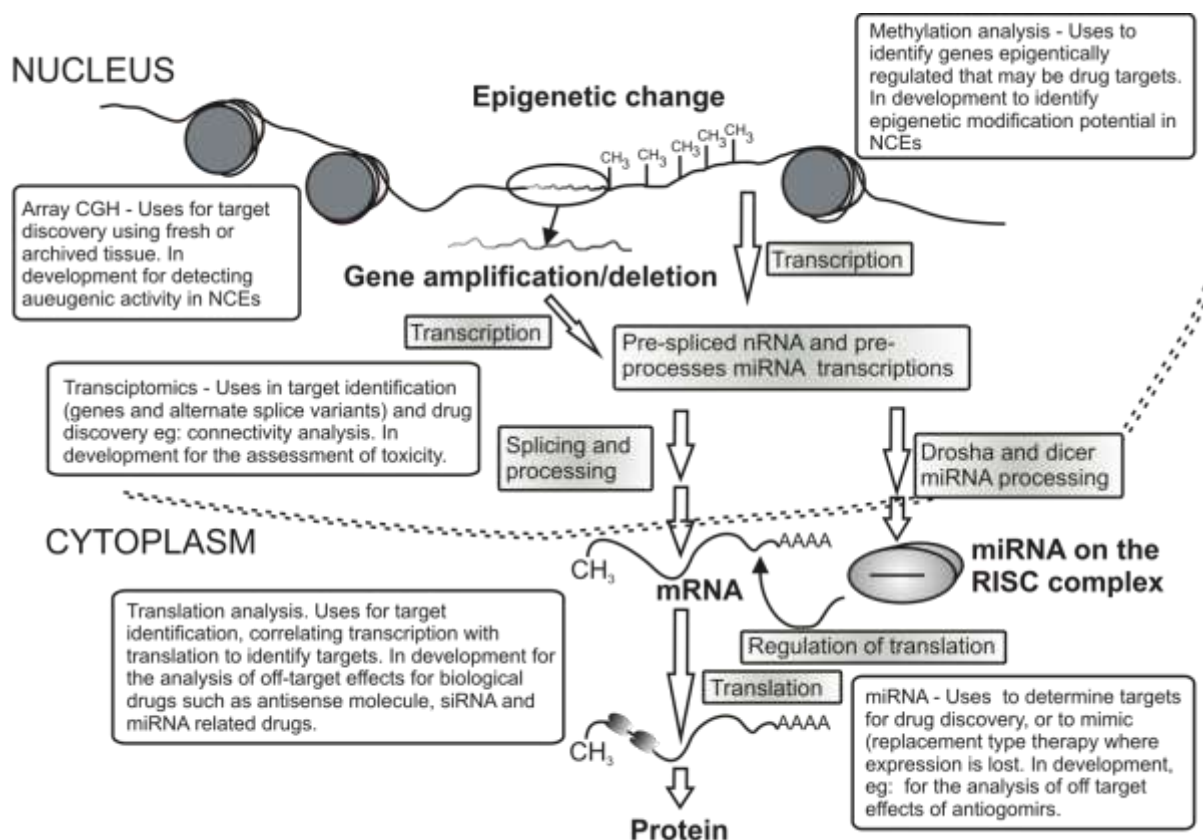 Methylation analysis - Uses to
identify genes epigentically
regulated that may be drug targets.
In development to identify
epigenetic modification potential in
NCEs
NUCLEUS
Epigenetic change
CH3
CH3
CH3
CH3
CH3
Array CGH - Uses for target
discovery using fresh or
archived tissue. In
development for detecting
aueugenic activity in NCEs
Gene amplification/deletion
Transcription
Transcription
Pre-spliced nRNA and pre-
processes miRNA transcriptions
Transciptomics - Uses in target identification
(genes and alternate splice variants) and drug
discovery eg: connectivity analysis. In
development for the assessment of toxicity.
Splicing and
processing
Drosha and dicer
miRNA processing
CYTOPLASM
CH3
AAAA
mRNA
miRNA on the
RISC complex
Translation analysis. Uses for target
identification, correlating transcription with
translation to identify targets. In development for
the analysis of off-target effects for biological
drugs such as antisense molecule, siRNA and
miRNA related drugs.
Regulation of translation
Translation
CH3
AAAA
miRNA - Uses to determine targets
for drug discovery, or to mimic
(replacement type therapy where
expression is lost. In development,
eg: for the analysis of off target
effects of antiogomirs.
Protein